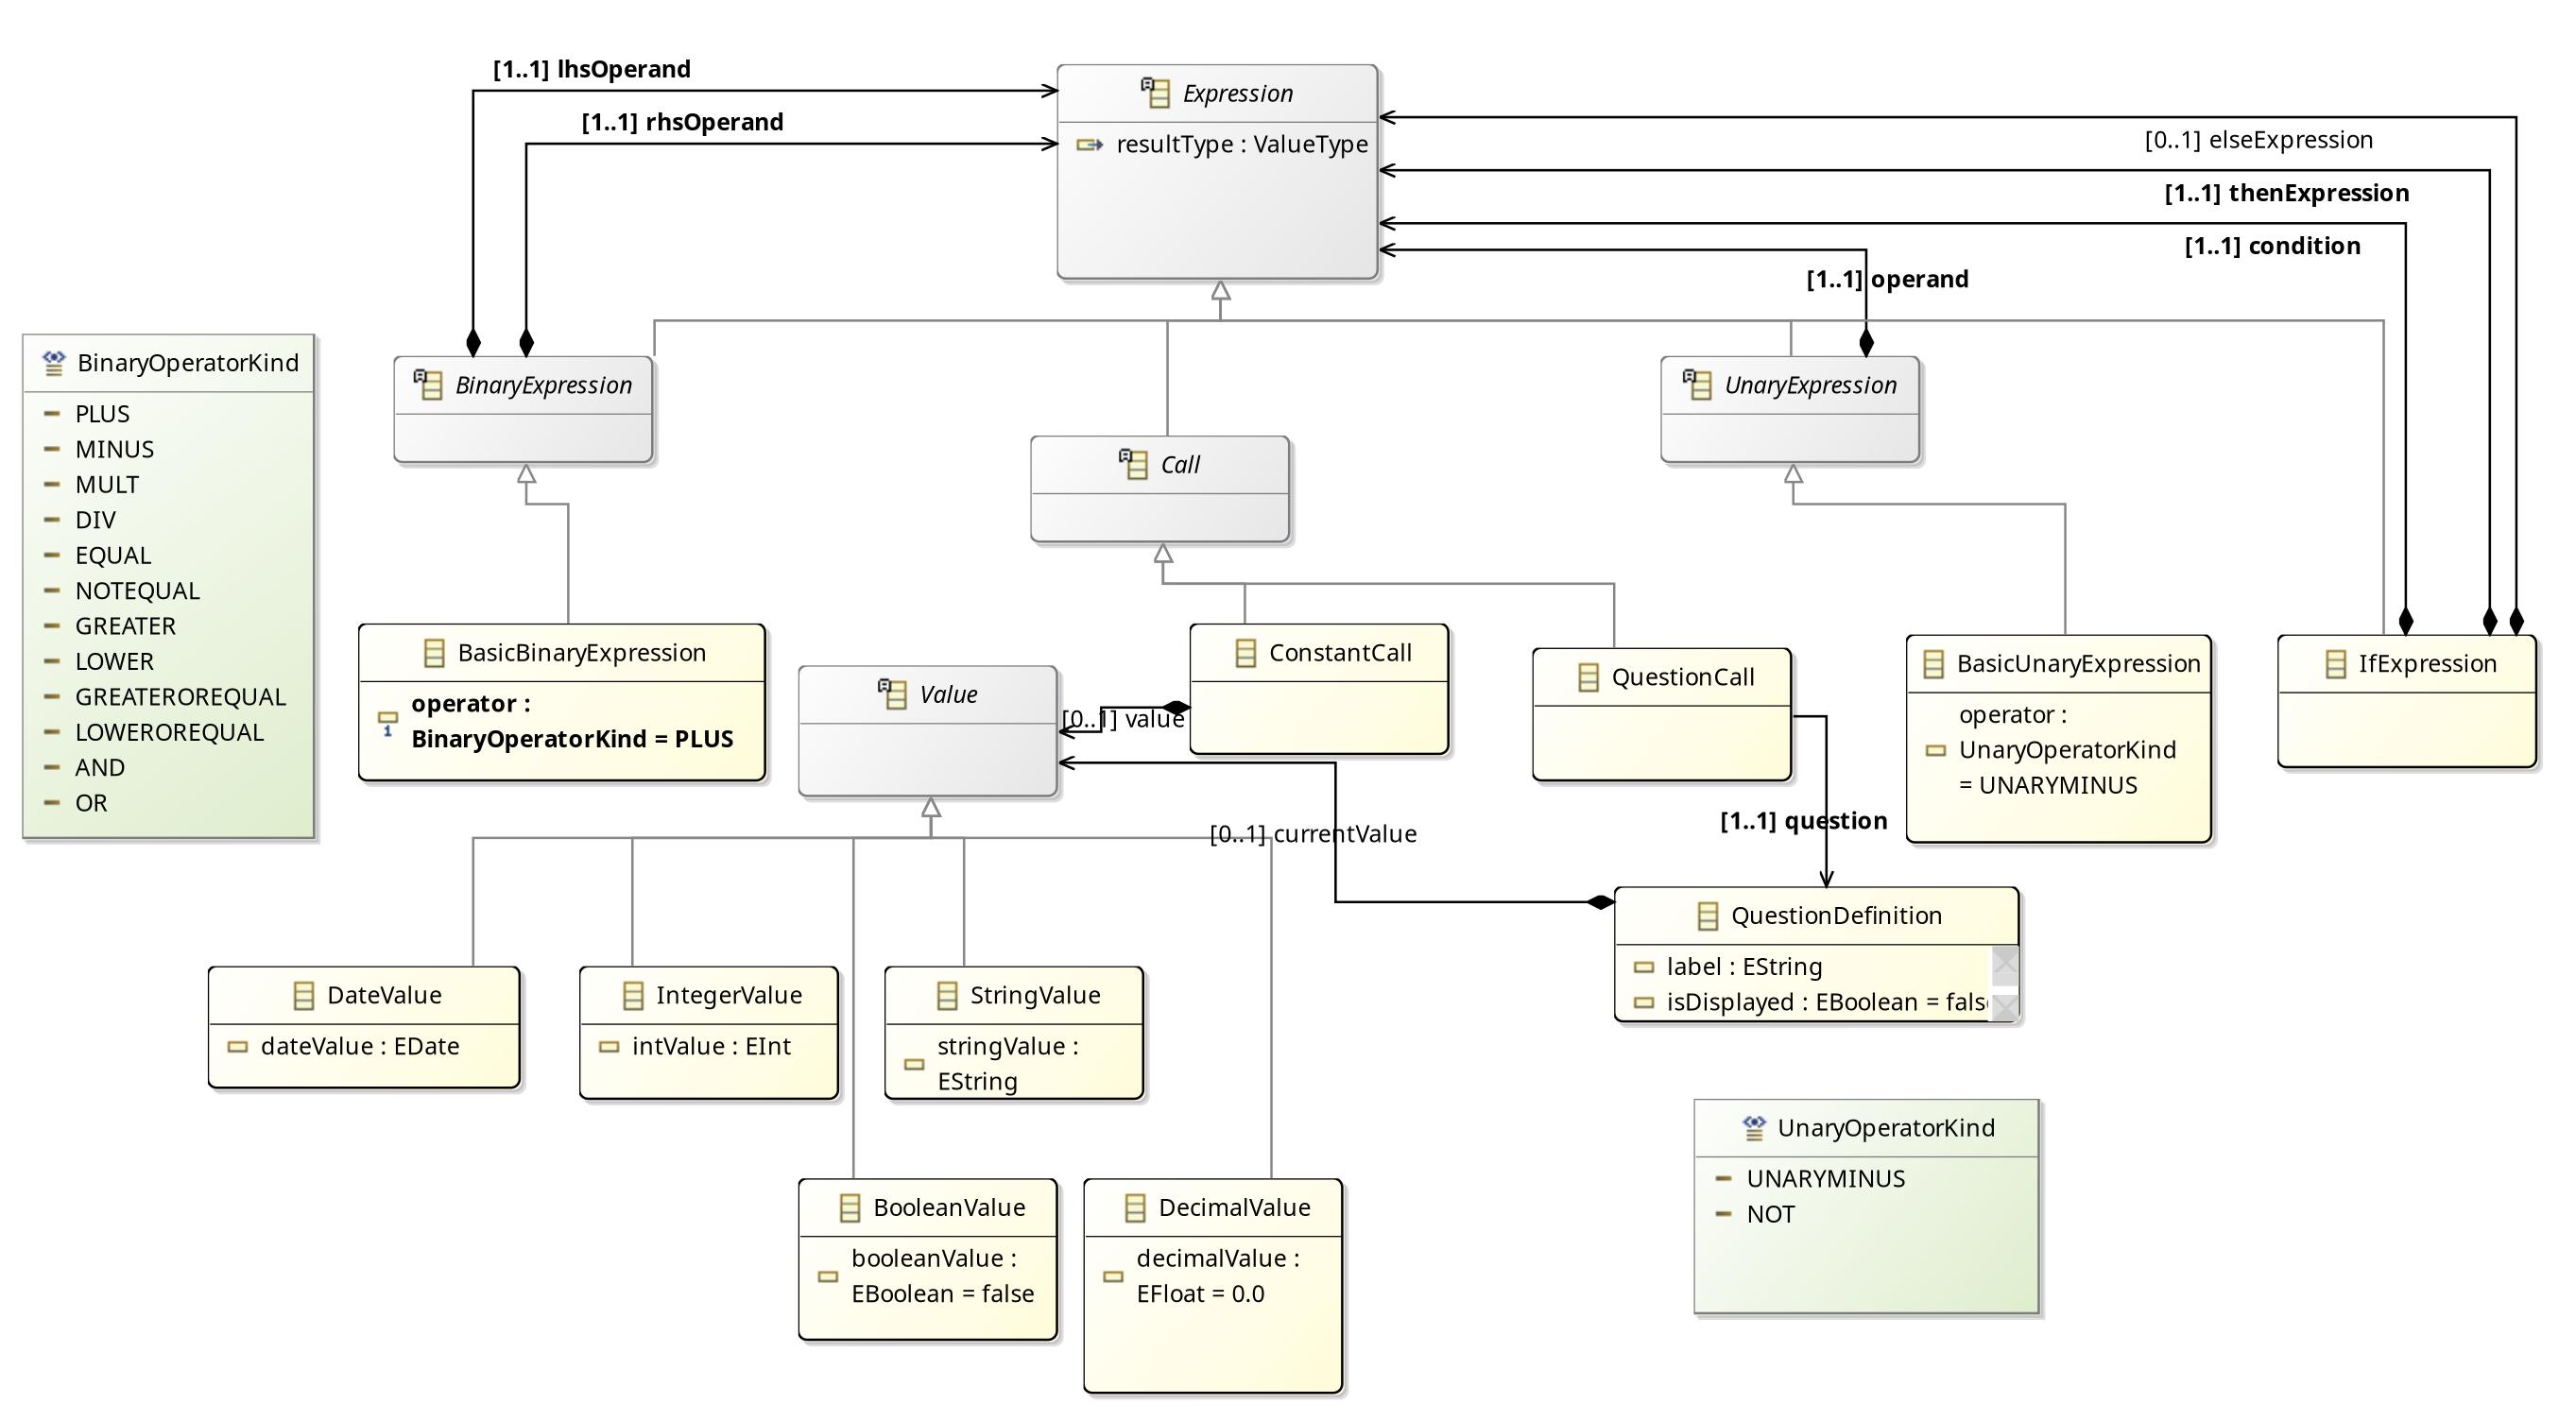 [1..1] lhsOperand
[1..1] rhsOperand
Expression
resultType : ValueType
[0..1] elseExpression
[1..1] thenExpression
[1..1] condition
[1..1] operand
BinaryOperatorKind
PLUS
MINUS
MULT
DIV
EQUAL
NOTEQUAL
GREATER
LOWER
GREATEROREQUAL
LOWEROREQUAL
AND
OR
BinaryExpression
Call
UnaryExpression
BasicBinaryExpression
operator :
BinaryOperatorKind = PLUS
Value
[0..1] value
ConstantCall
QuestionCall
BasicUnaryExpression
operator :
UnaryOperatorKind
= UNARYMINUS
IfExpression
[0..1] currentValue
[1..1] question
QuestionDefinition
label : EString
isDisplayed : EBoolean = fals
DateValue
dateValue : EDate
IntegerValue
intValue : EInt
StringValue
stringValue :
EString
BooleanValue
booleanValue :
EBoolean = false
DecimalValue
decimalValue :
EFloat = 0.0
UnaryOperatorKind
UNARYMINUS
NOT